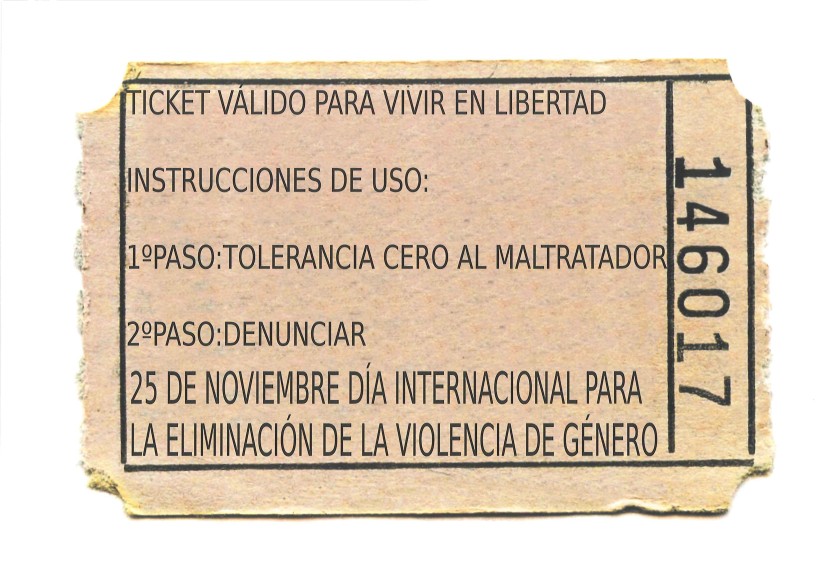 TICKET VÁLIDO PARA VIVIR EN LIBERTAD
INSTRUCCIONES DE USO:
1ºPASO:TOLERANCIA CERO AL MALTRATADOR
2ºPASO:DENUNCIAR
25 DE NOVIEMBRE DÍA INTERNACIONAL PARA
LA ELIMINACIÓN DE LA VIOLENCIA DE GÉNERO
146017